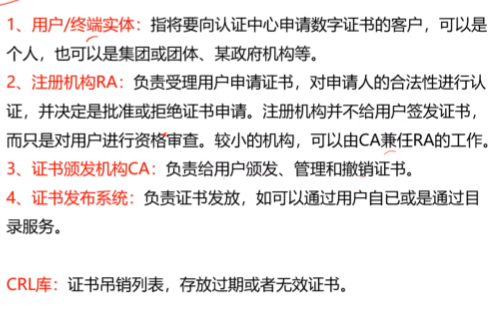 1、用户/终端实体：指将要向认证中心申请数字证书的客户，可以是
个人，也可以是集团或团体、某政府机构等。
2、注册机构RA：负责受理用户申请证书，对申请人的合法性进行认
证，并决定是批准或拒绝证书申请。注册机构并不给用户签发证书，
而只是对用户进行资格审查。较小的机构，可以由CA兼任RA的工作。
3、证书颁发机构CA：负责给用户颁发、管理和撤销证书。
4、证书发布系统：负责证书发放，如可以通过用户自已或是通过目
录服务。
CRL库：证书吊销列表，存放过期或者无效证书。